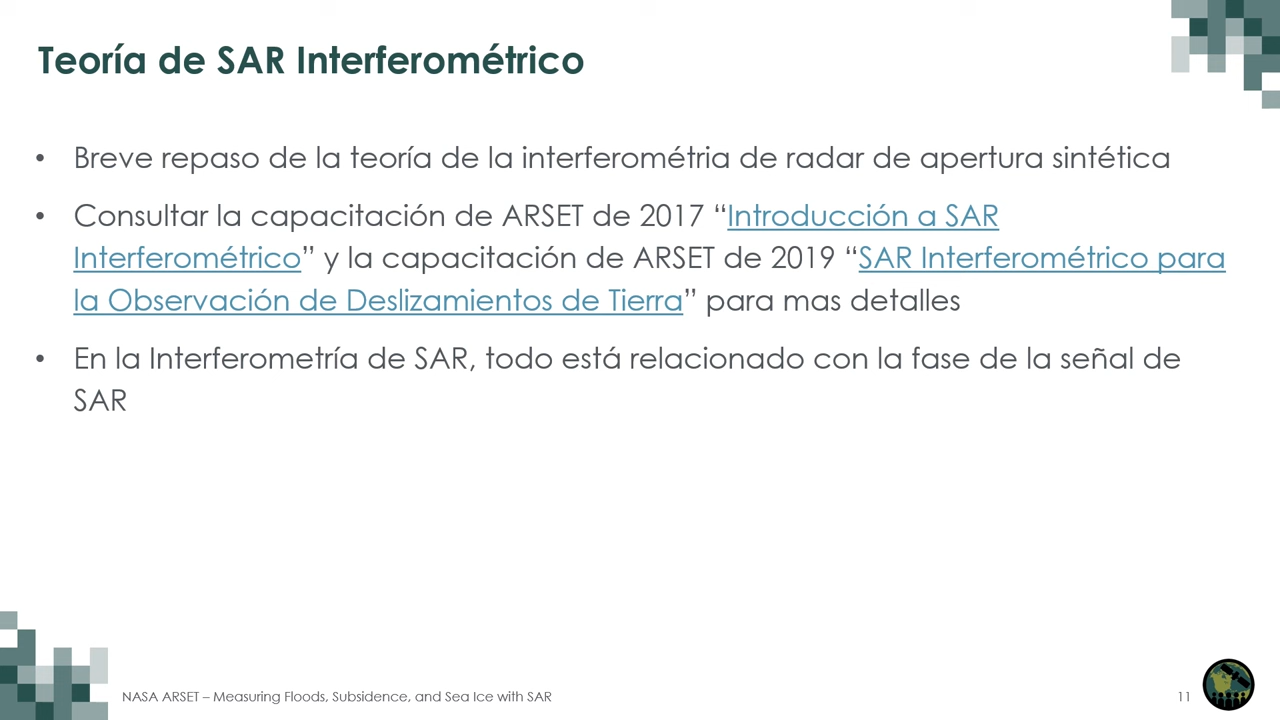 Teoría de SAR Interferométrico
• Breve repaso de la teoría de la interferométria de radar de apertura sintética
• Consultar la capacitación de ARSET de 2017 “Introducción a SAR
Interferométrico” y la capacitación de ARSET de 2019 “SAR Interferométrico para
la Observación de Deslizamientos de Tierra” para mas detalles
• En la Interferometría de SAR, todo está relacionado con la fase de la señal de
SAR
NASA ARSET – Measuring Floods, Subsidence, and Sea Ice with SAR
11